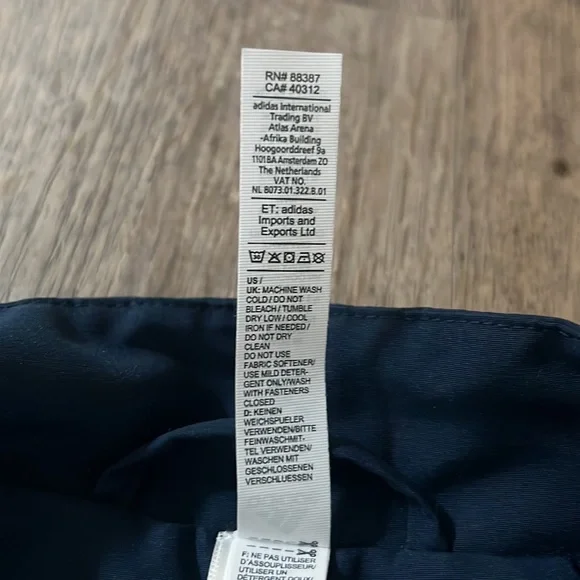 RN# 88387
CA# 40312
adidas International
Trading BV
Atlas Arena
-Afrika Building
Hoogoorddreef 9a
1101BA Amsterdam ZO
The Netherlands
VAT NO.
NL 8073.01.322.B.01
ET: adidas
Imports and
Exports Ltd
US /
UK: MACHINE WASH
COLD / DO NOT
BLEACH / TUMBLE
DRY LOW / COOL
IRON IF NEEDED /
DO NOT DRY
CLEAN
DO NOT USE
FABRIC SOFTENER/
USE MILD DETER-
GENT ONLY/WASH
WITH FASTENERS
CLOSED
D: KEINEN
WEICHSPUELER
VERWENDEN/BITTE
FEINWASCHMIT-
TEL VERWENDEN/
WASCHEN MIT
GESCHLOSSENEN
VERSCHLUESSEN
F: NE PAS UTILISER
D'ASSOUPLISSEUR/
UTILISER UN
DÉTERGENT DOUX/